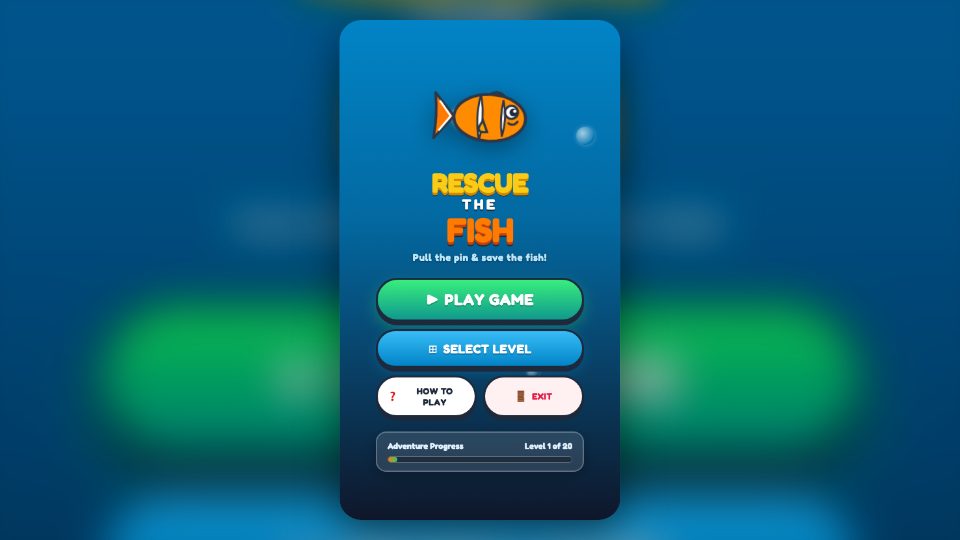 RESCUE
THE
FISH
Pull the pin & save the fish!
PLAY GAME
SELECT LEVEL
? HOW TO
PLAY
EXIT
Adventure Progress Level 1 of 20